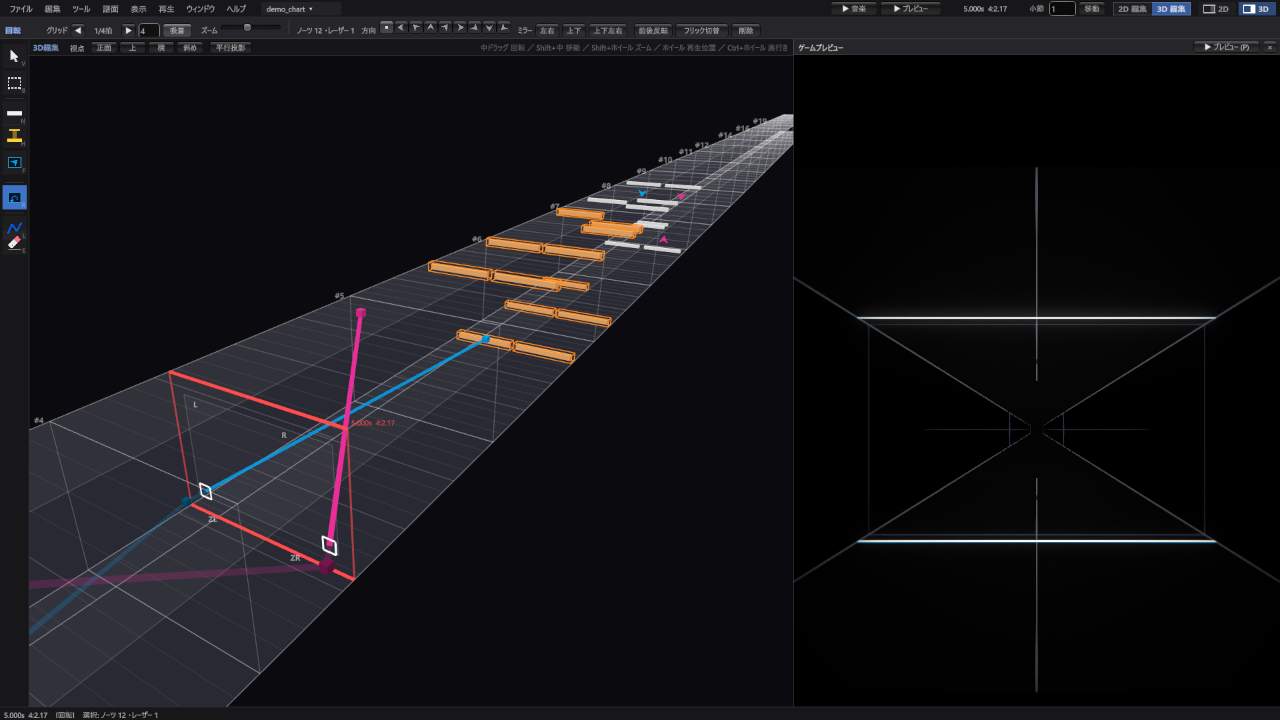 ファイル 編集 ツール 譜面 表示 再生 ウィンドウ ヘルプ demo_chart ▾ ▶ 音楽 ▶ プレビュー 5.000s 4:2.17 小節 1 移動 2D 編集 3D 編集 2D 3D
回転 グリッド ◀ 1/4拍 ▶ 4 吸着 ズーム ノーツ 12 ・レーザー 1 方向 ミラー 左右 上下 上下左右 前後反転 フリック切替 削除
3D編集 視点 正面 上 横 斜め 平行投影 中ドラッグ 回転 ／ Shift+中 移動 ／ Shift+ホイール ズーム ／ ホイール 再生位置 ／ Ctrl+ホイール 奥行き
ゲームプレビュー ▶ プレビュー (P) ×
#14
#12
#11
#10
#9
#8
#7
#6
#5
#4
L
R
5.000s 4:2.17
ZL
ZR
5.000s 4:2.17 [回転] 選択: ノーツ 12 ・レーザー 1